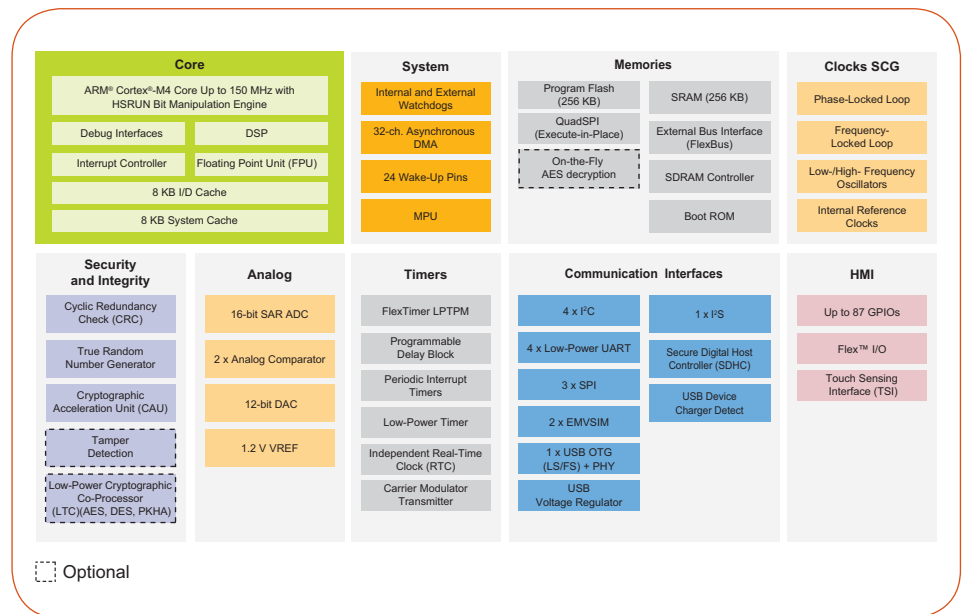 Core
ARM® Cortex®-M4 Core Up to 150 MHz with
HSRUN Bit Manipulation Engine
Debug Interfaces
DSP
Interrupt Controller
Floating Point Unit (FPU)
8 KB I/D Cache
8 KB System Cache
System
Internal and External
Watchdogs
32-ch. Asynchronous
DMA
24 Wake-Up Pins
MPU
Memories
Program Flash
(256 KB)
QuadSPI
(Execute-in-Place)
On-the-Fly
AES decryption
SRAM (256 KB)
External Bus Interface
(FlexBus)
SDRAM Controller
Boot ROM
Clocks SCG
Phase-Locked Loop
Frequency-
Locked Loop
Low-/High- Frequency
Oscillators
Internal Reference
Clocks
Security
and Integrity
Cyclic Redundancy
Check (CRC)
True Random
Number Generator
Cryptographic
Acceleration Unit (CAU)
Tamper
Detection
Low-Power Cryptographic
Co-Processor
(LTC)(AES, DES, PKHA)
Analog
16-bit SAR ADC
2 x Analog Comparator
12-bit DAC
1.2 V VREF
Timers
FlexTimer LPTPM
Programmable
Delay Block
Periodic Interrupt
Timers
Low-Power Timer
Independent Real-Time
Clock (RTC)
Carrier Modulator
Transmitter
Communication Interfaces
4 x I²C
4 x Low-Power UART
3 x SPI
2 x EMVSIM
1 x USB OTG
(LS/FS) + PHY
USB
Voltage Regulator
1 x I²S
Secure Digital Host
Controller (SDHC)
USB Device
Charger Detect
HMI
Up to 87 GPIOs
Flex™ I/O
Touch Sensing
Interface (TSI)
Optional